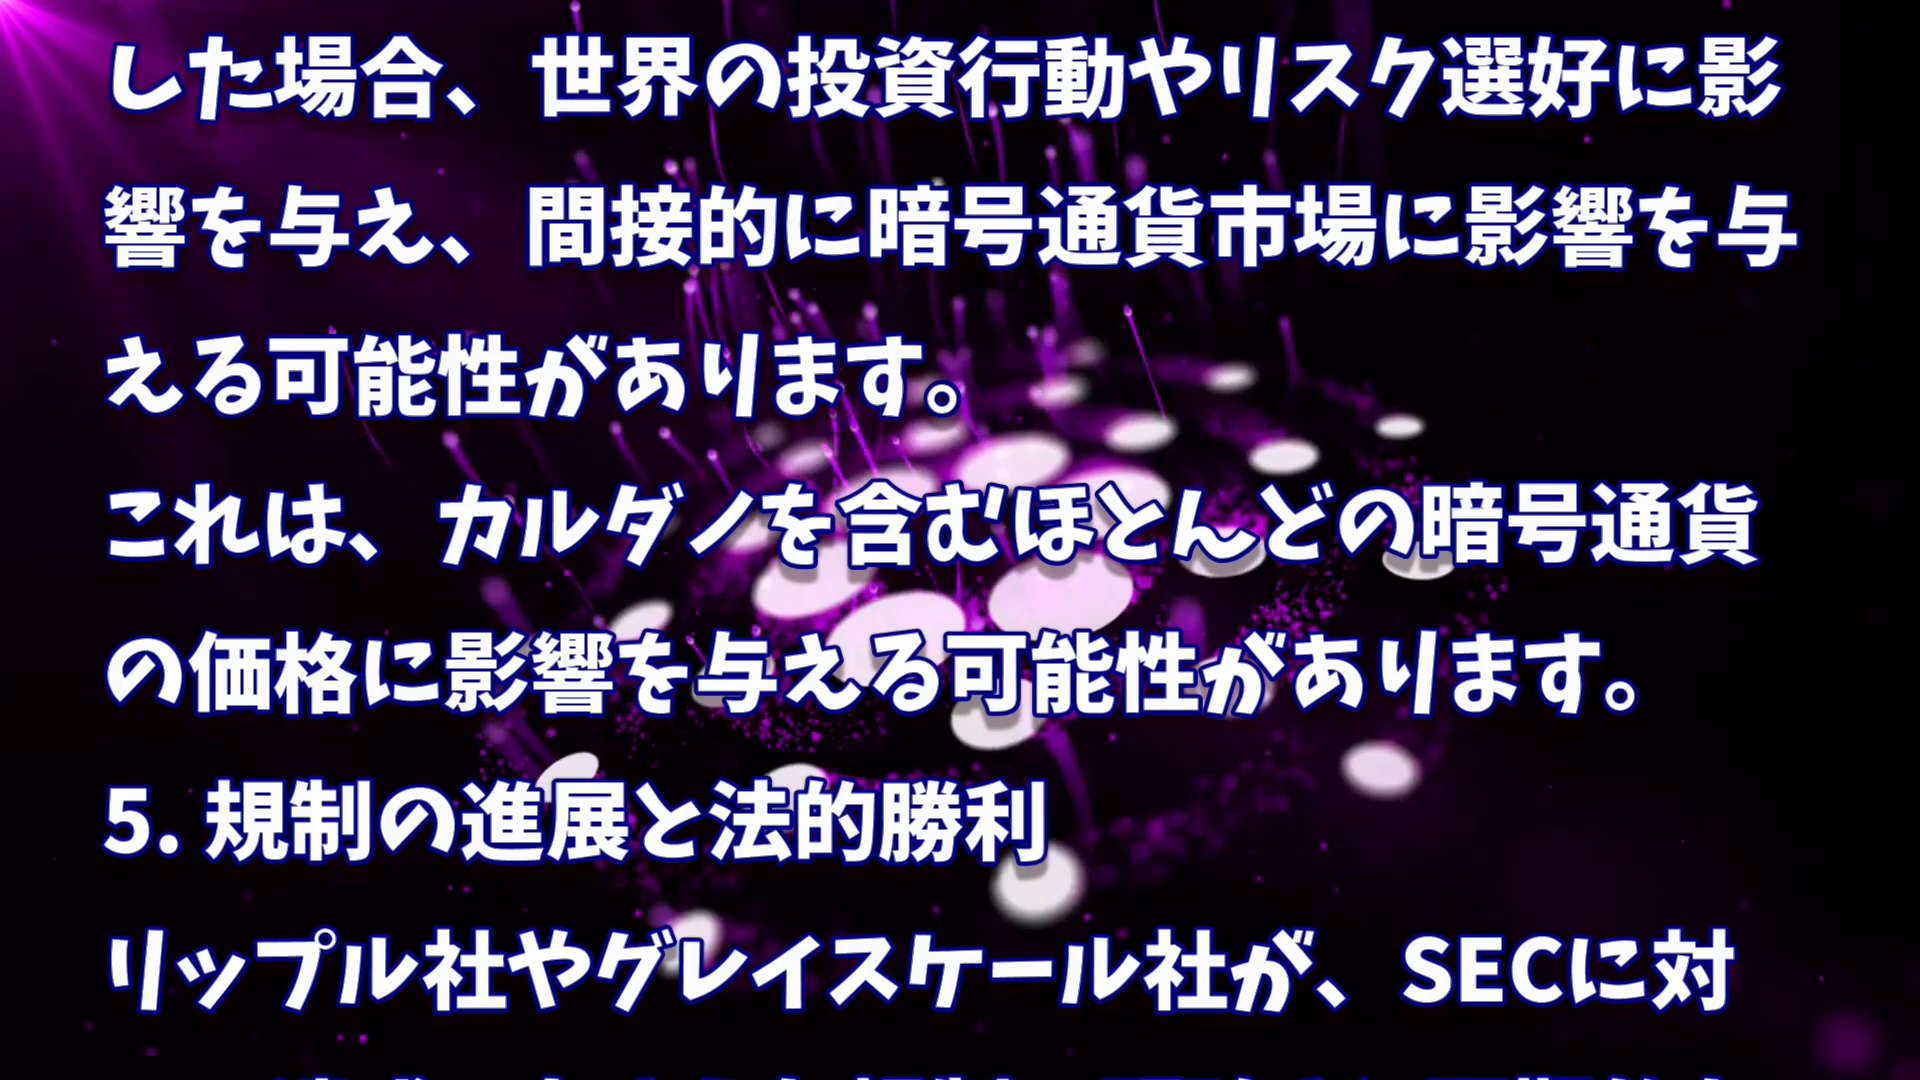 した場合、世界の投資行動やリスク選好に影
響を与え、間接的に暗号通貨市場に影響を与
える可能性があります。
これは、カルダノを含むほとんどの暗号通貨
の価格に影響を与える可能性があります。
5. 規制の進展と法的勝利
リップル社やグレイスケール社が、SECに対